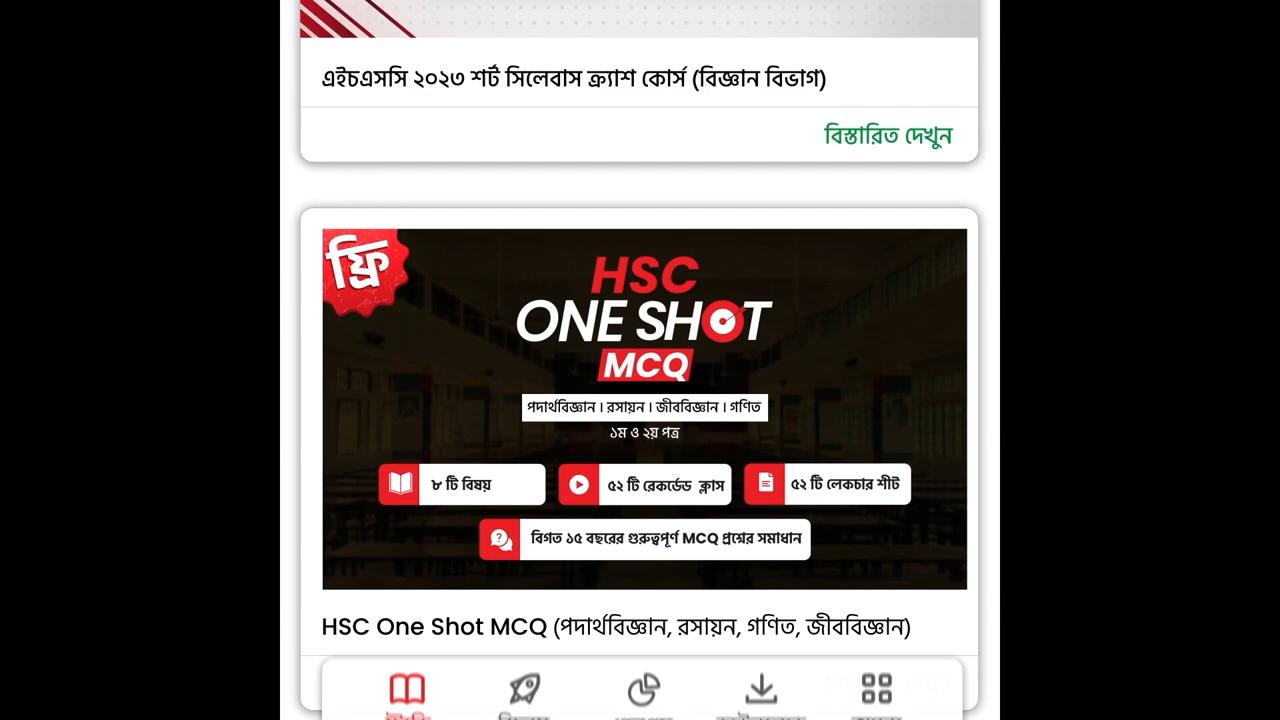 এইচএসসি ২০২৩ শর্ট সিলেবাস ক্র্যাশ কোর্স (বিজ্ঞান বিভাগ)
বিস্তারিত দেখুন
ফ্রি
HSC
ONE SHOT
MCQ
পদার্থবিজ্ঞান । রসায়ন । জীববিজ্ঞান । গণিত
১ম ও ২য় পত্র
৮ টি বিষয়
৫২ টি রেকর্ডেড ক্লাস
৫২ টি লেকচার শীট
বিগত ১৫ বছরের গুরুত্বপূর্ণ MCQ প্রশ্নের সমাধান
HSC One Shot MCQ (পদার্থবিজ্ঞান, রসায়ন, গণিত, জীববিজ্ঞান)